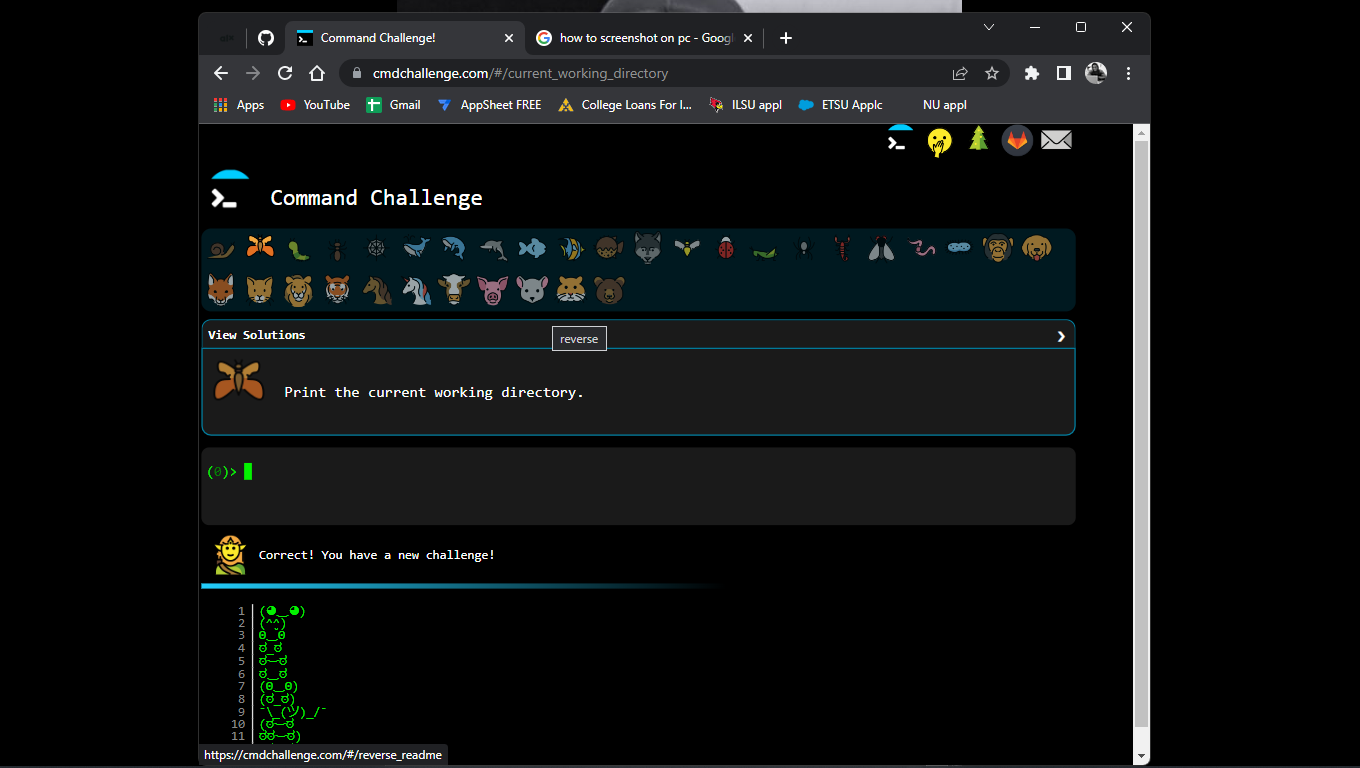 Command Challenge!
how to screenshot on pc - Goog
cmdchallenge.com/#/current_working_directory
Apps
YouTube
Gmail
AppSheet FREE
College Loans For I...
ILSU appl
ETSU Applc
NU appl
Command Challenge
View Solutions
reverse
Print the current working directory.
(0)>
Correct! You have a new challenge!
1
2 (^̮^)
3 ʘ‿ʘ
4 ಠ_ಠ
5
6 ಠ‿ಠ
7 (ʘ‿ʘ)
8 (ಠ_ಠ)
9 ¯\_(ツ)_/¯
10
11
https://cmdchallenge.com/#/reverse_readme